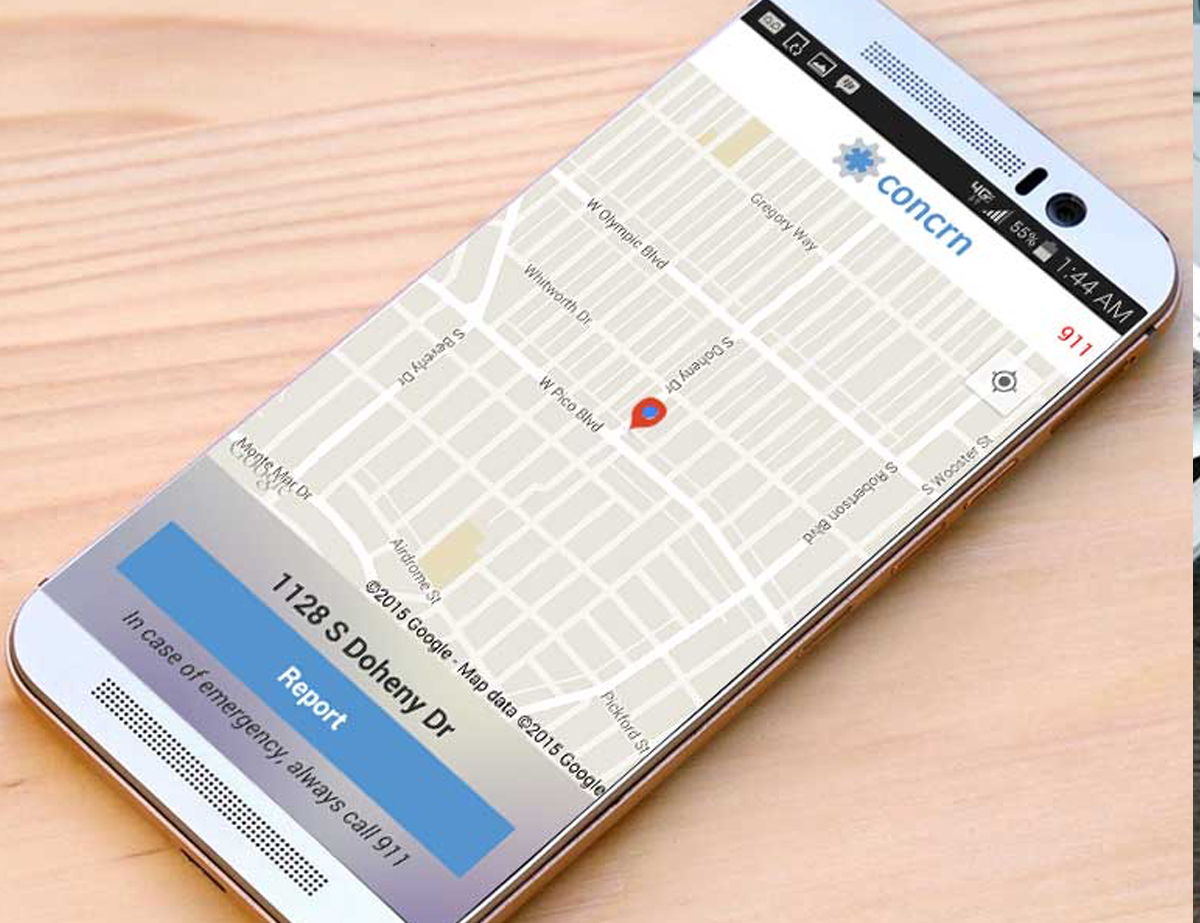 55% 1:44 AM
concrn
911
Gregory Way
W Olympic Blvd
Whitworth Dr
S Doheny Dr
S Beverly Dr
W Pico Blvd
S Wooster St
S Robertson Blvd
Monte Mar Dr
Google
Airdrome St
Pickford St
©2015 Google - Map data ©2015 Google
1128 S Doheny Dr
Report
In case of emergency, always call 911